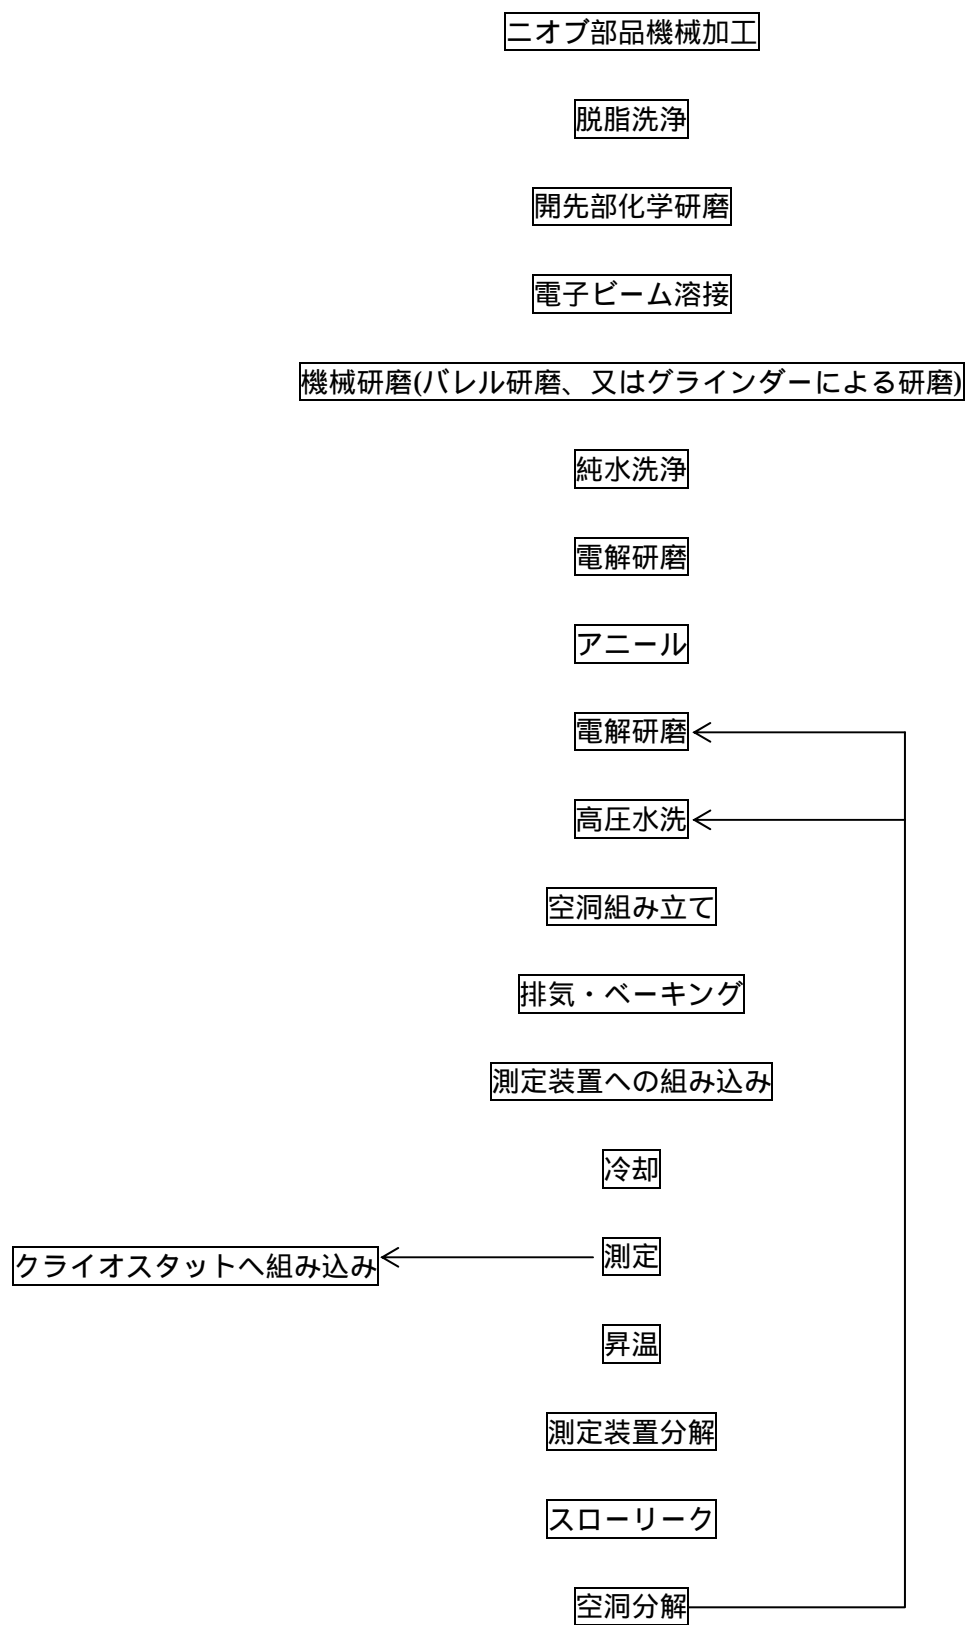 ニオブ部品機械加工
脱脂洗浄
開先部化学研磨
電子ビーム溶接
機械研磨(バレル研磨、又はグラインダーによる研磨)
純水洗浄
電解研磨
アニール
電解研磨
高圧水洗
空洞組み立て
排気・ベーキング
測定装置への組み込み
冷却
測定
クライオスタットへ組み込み
昇温
測定装置分解
スローリーク
空洞分解